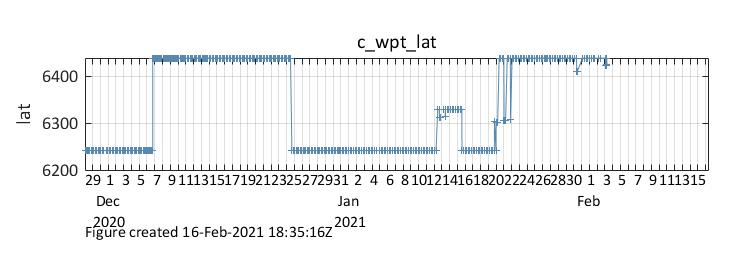 c_wpt_lat
6400
6300
6200
lat
29 1 3 5 7 9 11 13 15 17 19 21 23 25 27 29 31 2 4 6 8 10 12 14 16 18 20 22 24 26 28 30 1 3 5 7 9 11 13 15
Dec Jan Feb
2020 2021
Figure created 16-Feb-2021 18:35:16Z